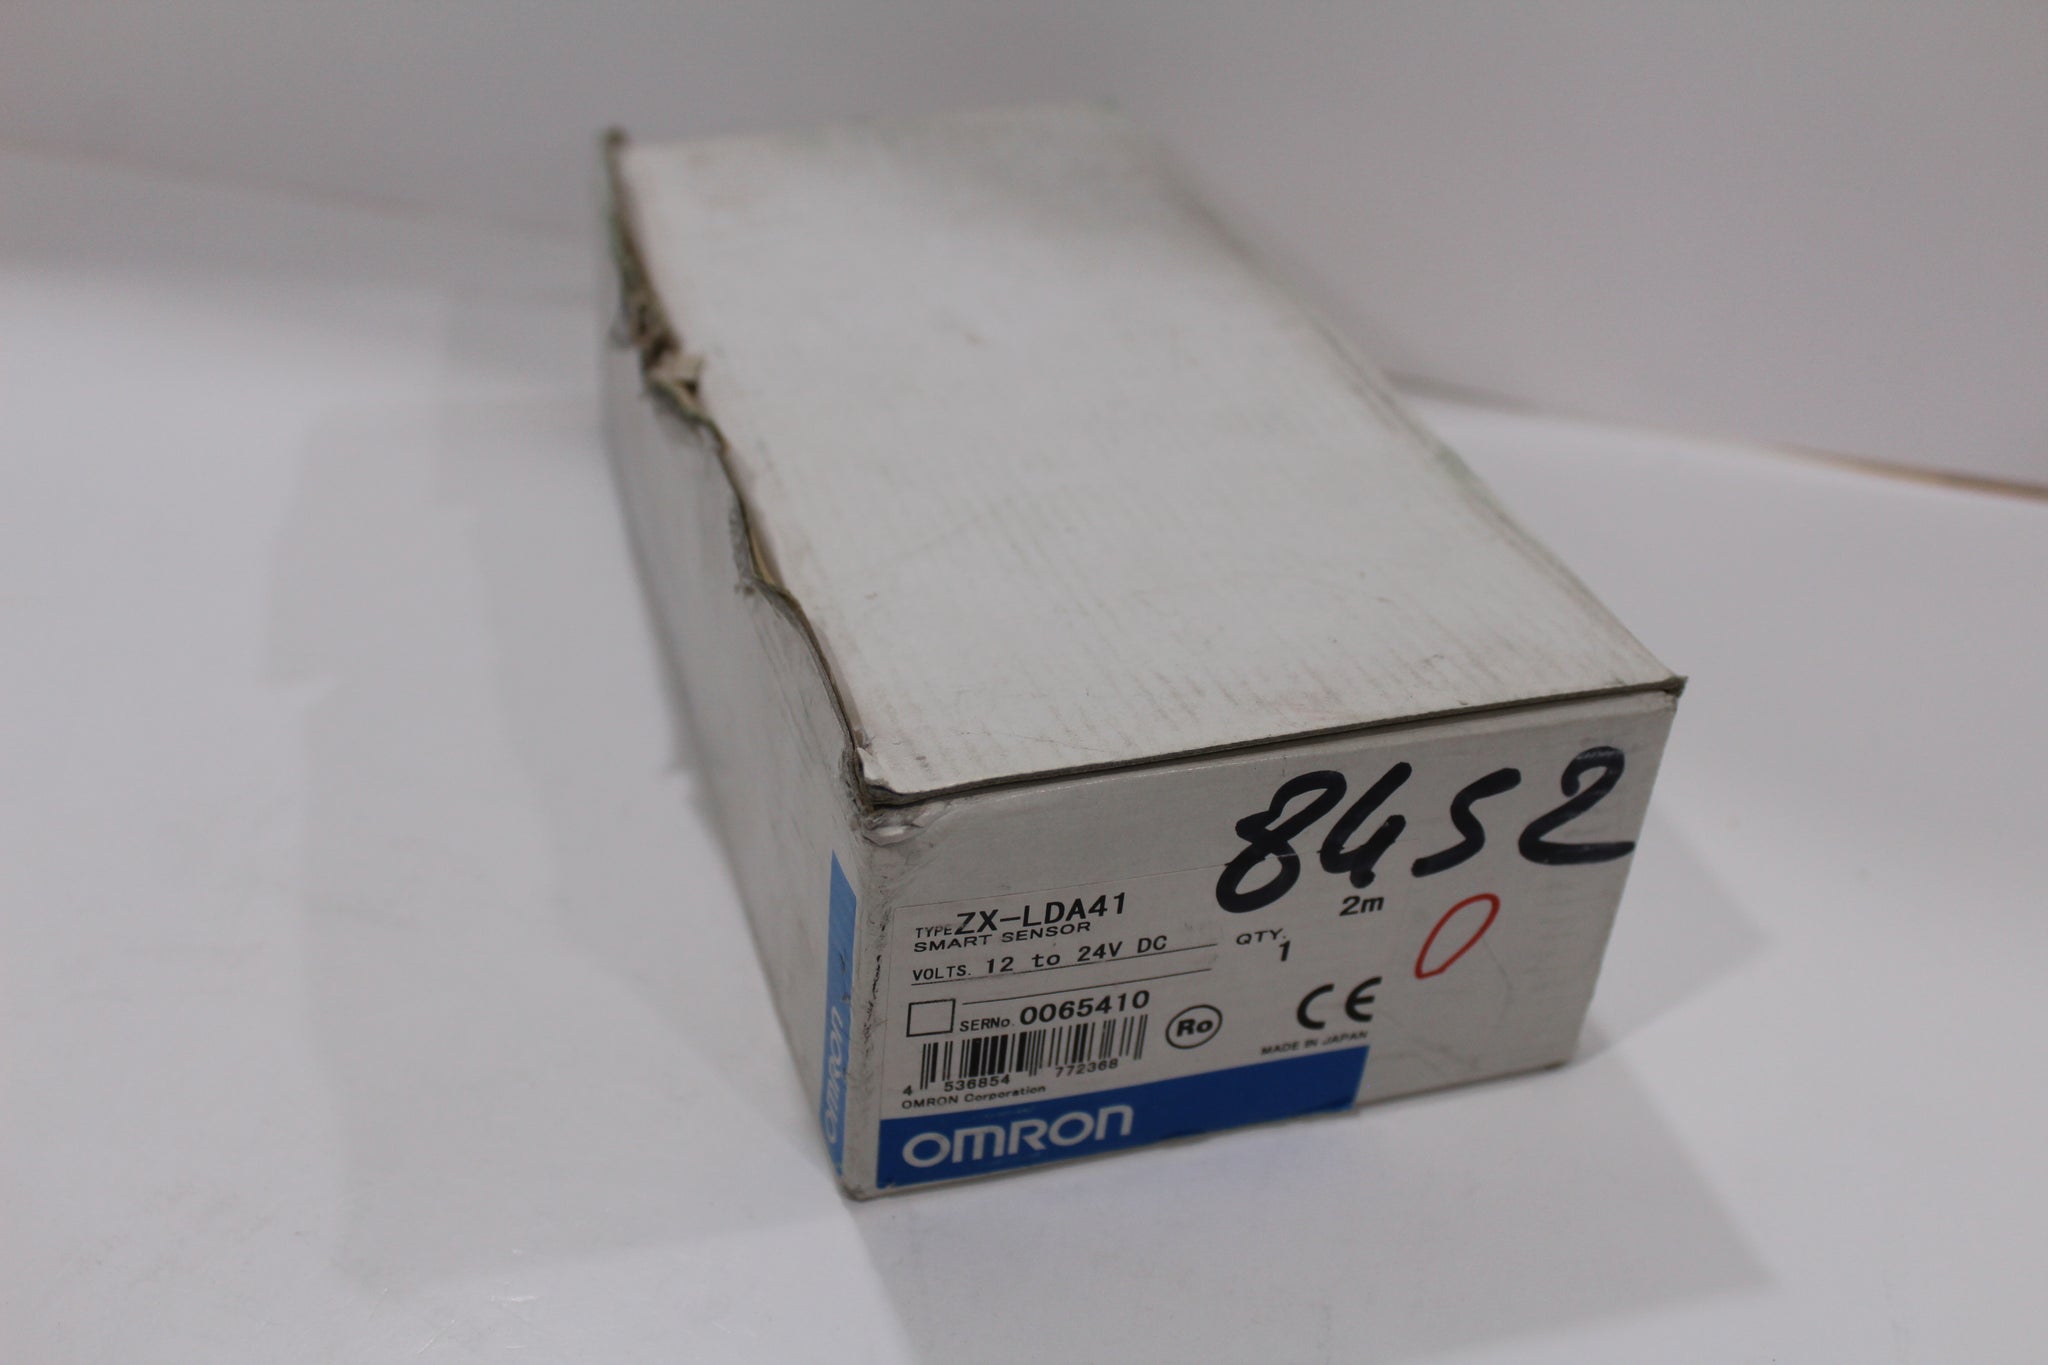 8452
TYPE ZX-LDA41 2m
SMART SENSOR
QTY. 1
VOLTS. 12 to 24V DC
SERNo. 0065410
Ro
CE
MADE IN JAPAN
4 536854 772368
OMRON Corporation
OMRON
OMRON
0